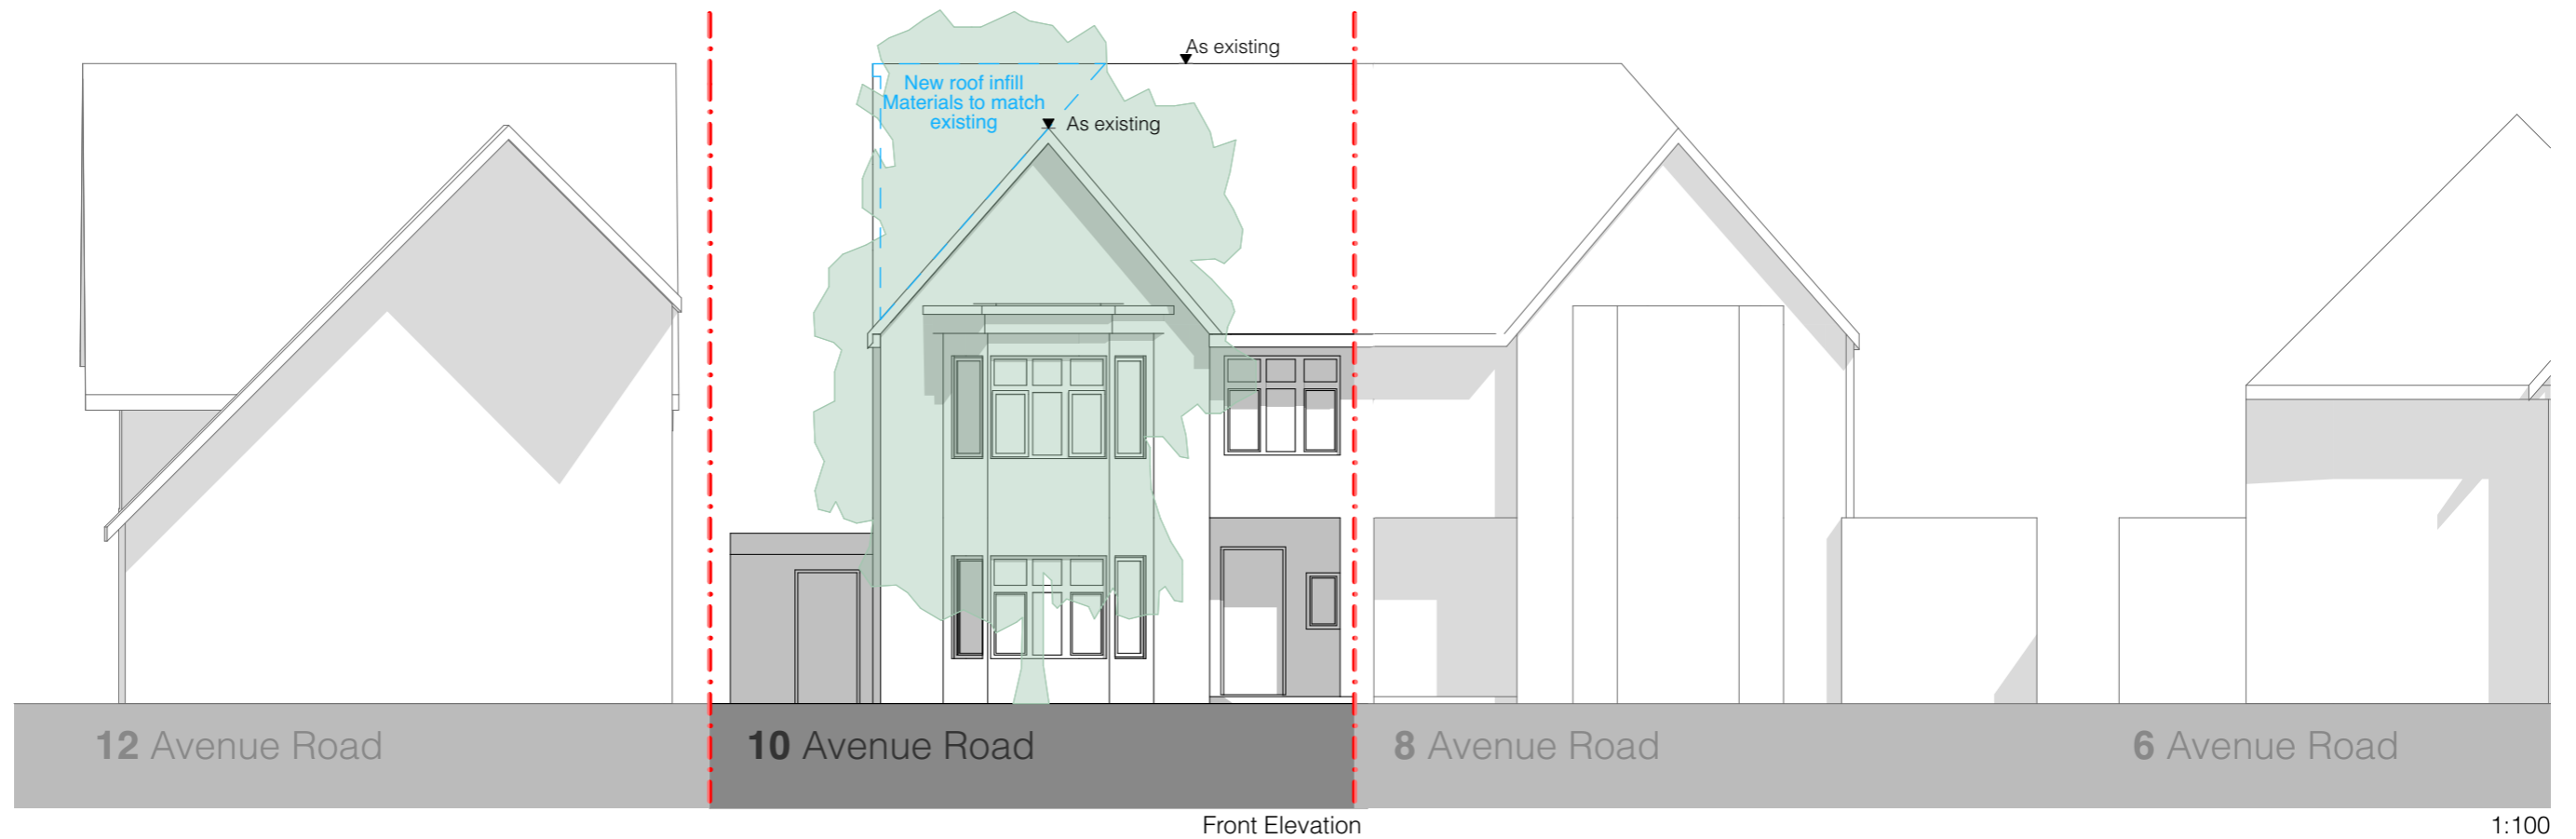 As existing
New roof infill
Materials to match
existing
As existing
12 Avenue Road
10 Avenue Road
8 Avenue Road
6 Avenue Road
Front Elevation
1:100